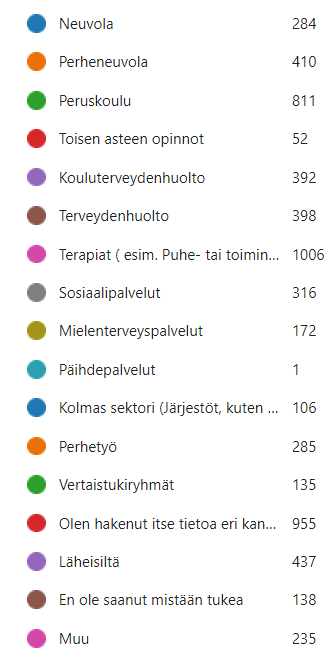 Neuvola 284
Perheneuvola 410
Peruskoulu 811
Toisen asteen opinnot 52
Kouluterveydenhuolto 392
Terveydenhuolto 398
Terapiat ( esim. Puhe- tai toimin... 1006
Sosiaalipalvelut 316
Mielenterveyspalvelut 172
Päihdepalvelut 1
Kolmas sektori (Järjestöt, kuten ... 106
Perhetyö 285
Vertaistukiryhmät 135
Olen hakenut itse tietoa eri kan... 955
Läheisiltä 437
En ole saanut mistään tukea 138
Muu 235